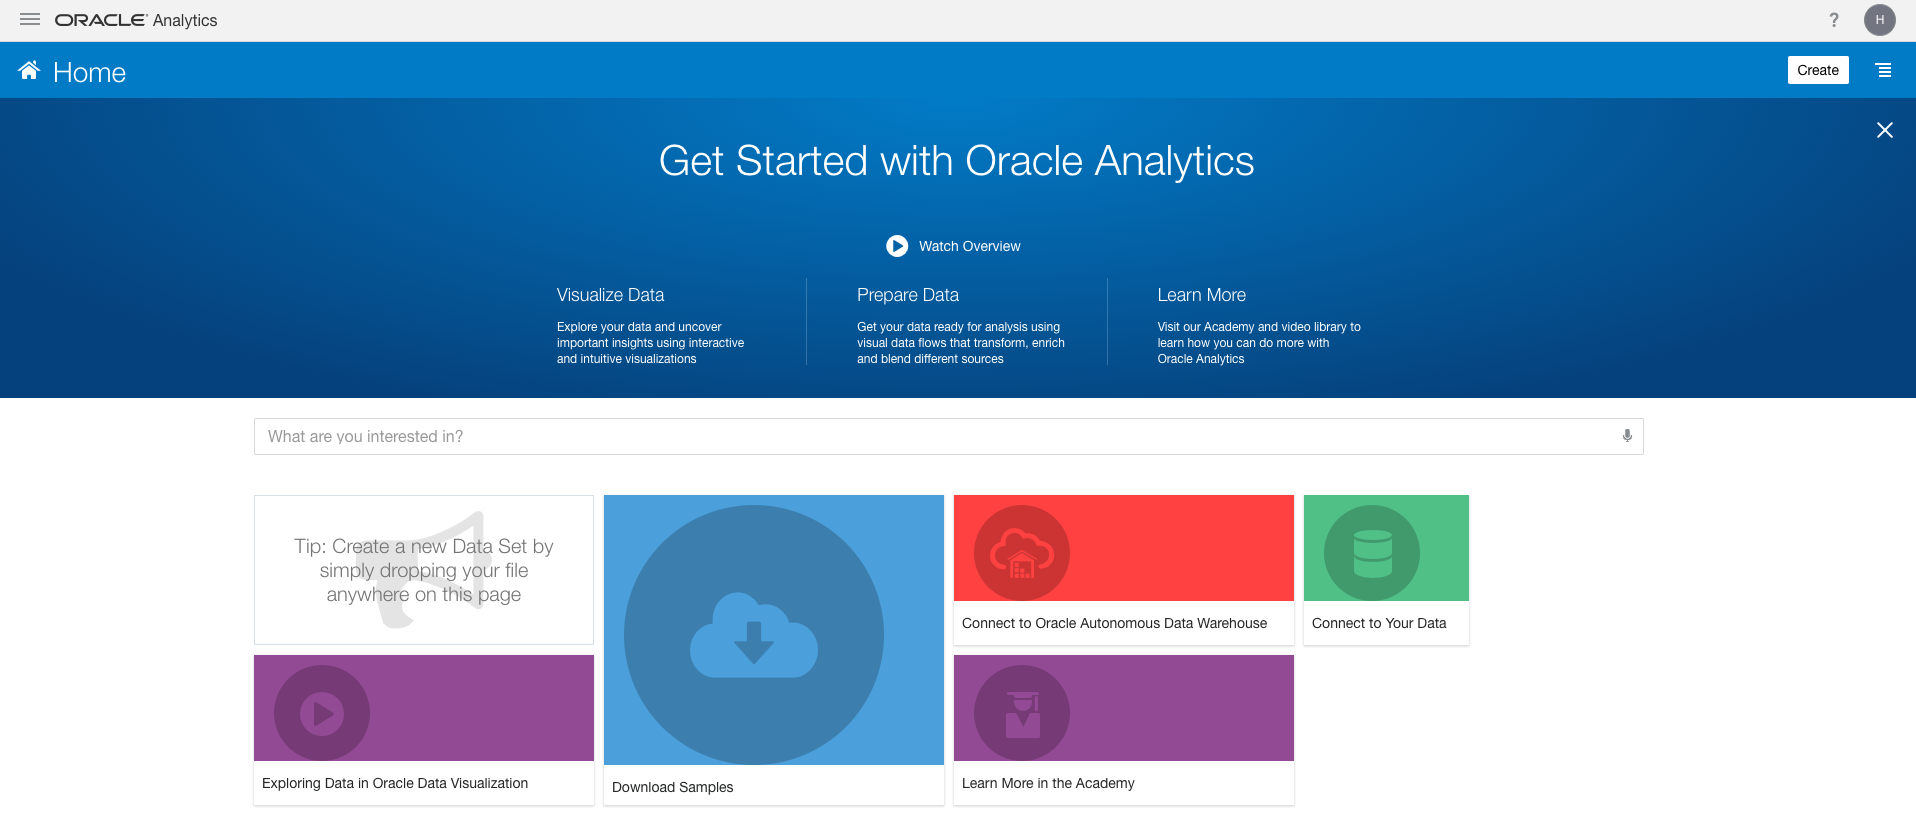 ORACLE Analytics
? H
Home
Create
Get Started with Oracle Analytics
Watch Overview
Visualize Data
Explore your data and uncover
important insights using interactive
and intuitive visualizations
Prepare Data
Get your data ready for analysis using
visual data flows that transform, enrich
and blend different sources
Learn More
Visit our Academy and video library to
learn how you can do more with
Oracle Analytics
What are you interested in?
Tip: Create a new Data Set by
simply dropping your file
anywhere on this page
Download Samples
Connect to Oracle Autonomous Data Warehouse
Connect to Your Data
Exploring Data in Oracle Data Visualization
Learn More in the Academy